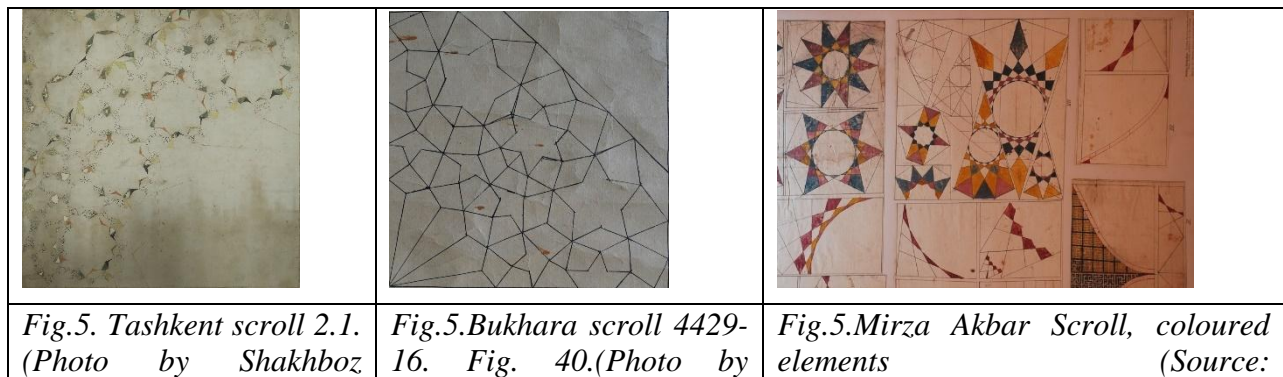 Fig.5. Tashkent scroll 2.1.
(Photo by Shakhboz
Fig.5.Bukhara scroll 4429-
16. Fig. 40.(Photo by
Fig.5.Mirza Akbar Scroll, coloured
elements (Source: